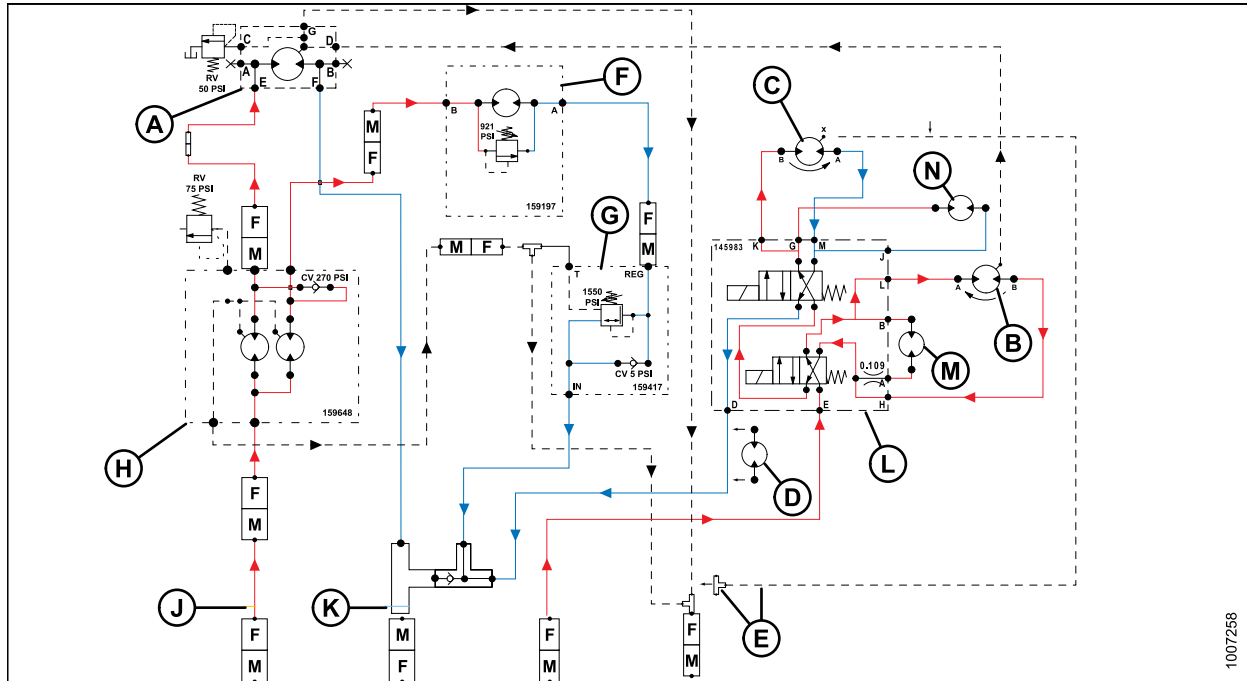 G
C
D
A
B
E
F
RV
50 PSI
A
F
B
A
921
PSI
159197
M
F
C
x
B
A
N
RV
75 PSI
F
M
CV 270 PSI
159648
H
M
F
F
M
G
T
REG
1550
PSI
CV 5 PSI
IN
159417
145983
K
G
M
J
L
B
0.109
A
H
D
E
A
B
B
M
L
D
F
M
J
F
M
K
M
F
F
M
F
M
E
1007258